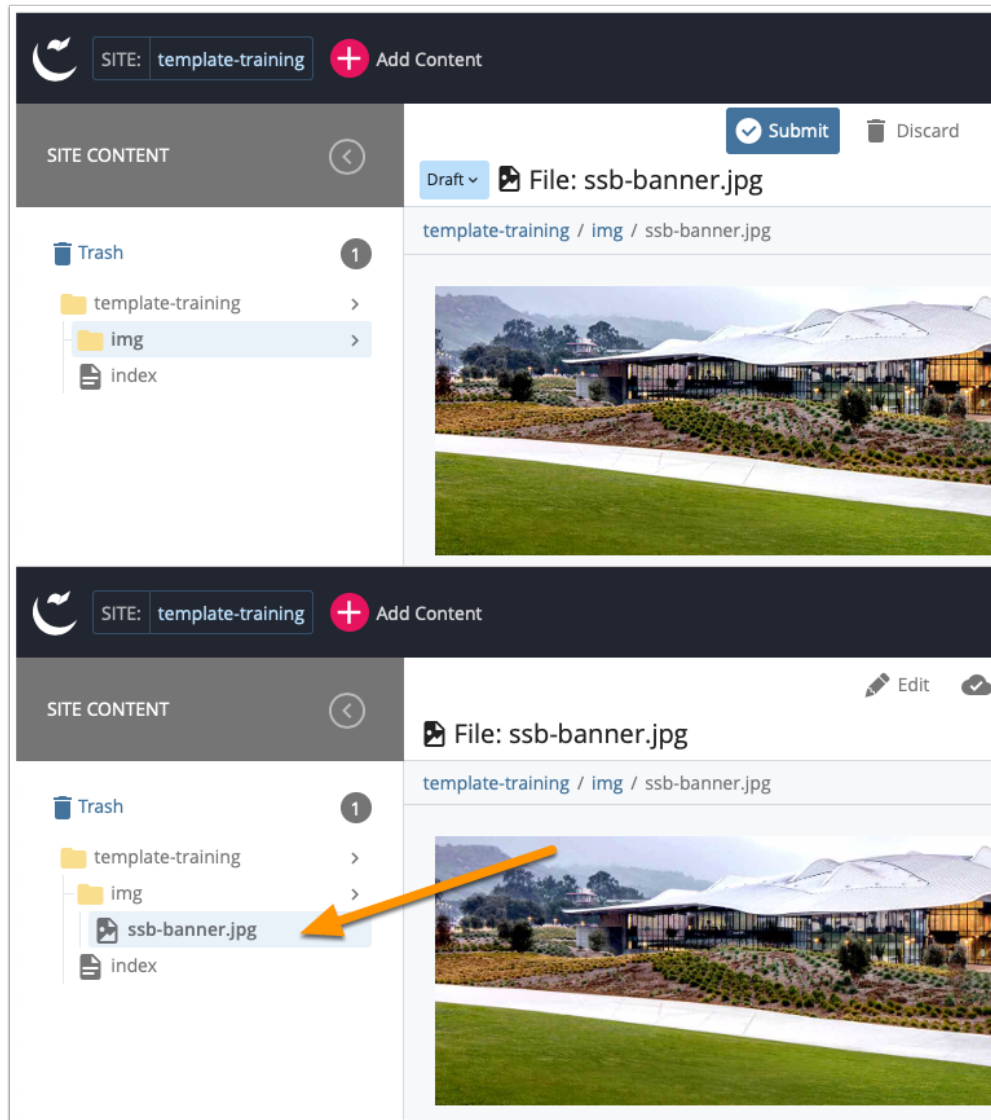 SITE: template-training Add Content
SITE CONTENT
Submit Discard
Draft File: ssb-banner.jpg
template-training / img / ssb-banner.jpg
Trash 1
template-training
img
index
SITE: template-training Add Content
SITE CONTENT
Edit
File: ssb-banner.jpg
template-training / img / ssb-banner.jpg
Trash 1
template-training
img
ssb-banner.jpg
index